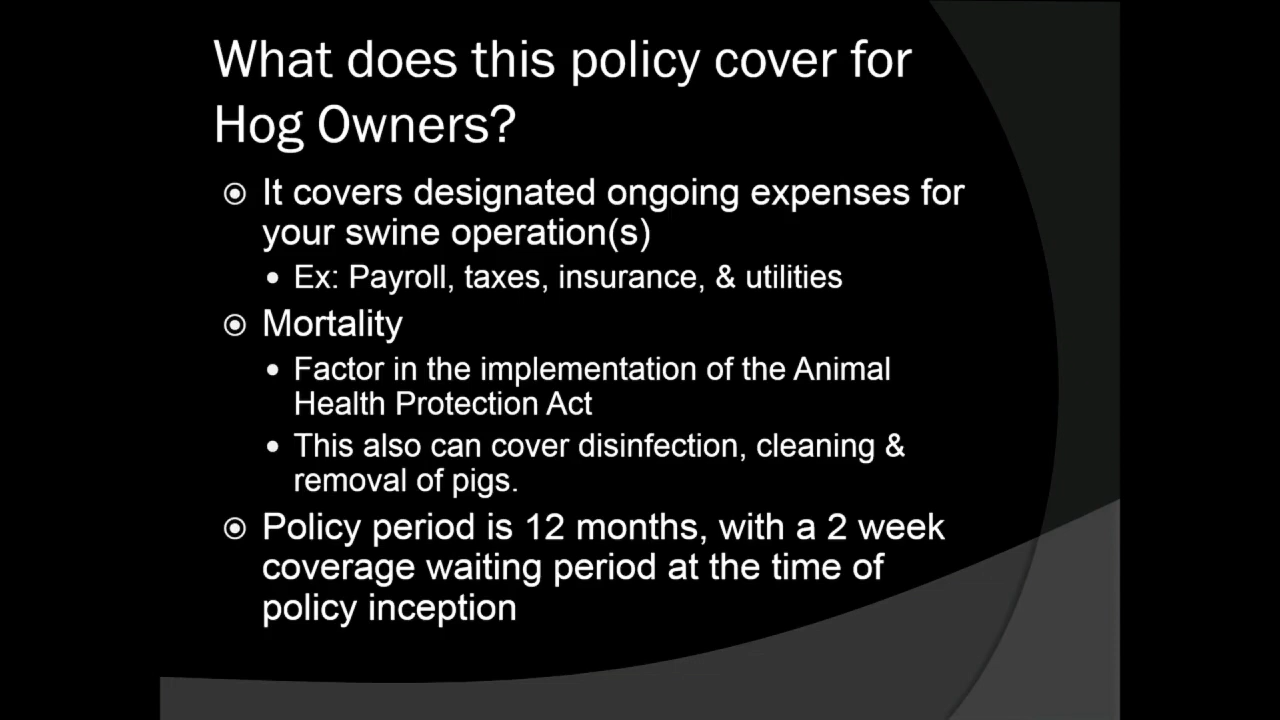 What does this policy cover for
Hog Owners?
It covers designated ongoing expenses for
your swine operation(s)
Ex: Payroll, taxes, insurance, & utilities
Mortality
Factor in the implementation of the Animal
Health Protection Act
This also can cover disinfection, cleaning &
removal of pigs.
Policy period is 12 months, with a 2 week
coverage waiting period at the time of
policy inception